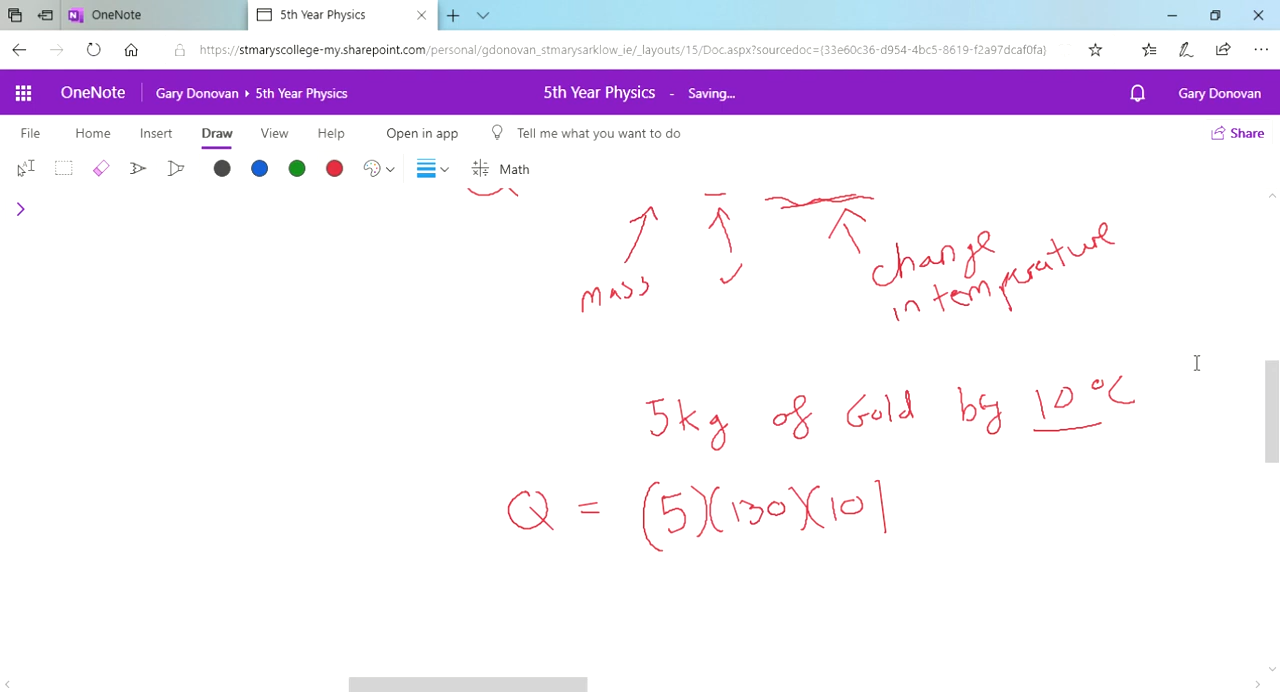 OneNote
5th Year Physics
https://stmaryscollege-my.sharepoint.com/personal/gdonovan_stmarysarklow_ie/_layouts/15/Doc.aspx?sourcedoc={33e60c36-d954-4bc5-8619-f2a97dcaf0fa}
OneNote Gary Donovan ▸ 5th Year Physics 5th Year Physics - Saving... Gary Donovan
File Home Insert Draw View Help Open in app Tell me what you want to do Share
Math
mass ✓ change
in temperature
5kg of Gold by 10°C
Q = (5)(130)(10)